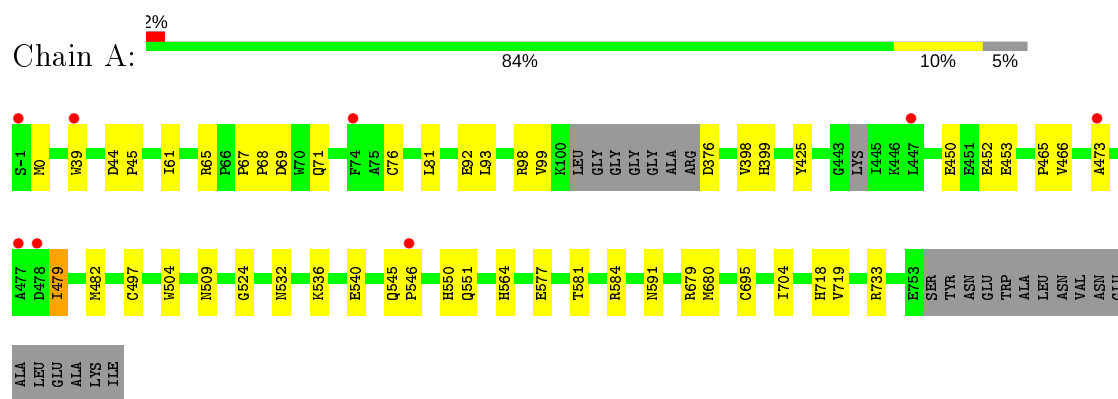 2%
Chain A:
84% 10% 5%
S-1 M0 W39 D44 P45 I61 R65 P66 P67 P68 D69 W70 Q71 F74 A75 C76 L81 E92 L93 R98 V99 K100 LEU GLY GLY GLY GLY ALA ARG D376 V398 H399 Y425 G443 LYS I445 K446 L447 E450 E451 E452 E453 P465 V466 A473
A477 D478 I479 M482 C497 W504 N509 G524 N532 K536 E540 Q545 P546 H550 Q551 H564 E577 T581 R584 N591 R679 M680 C695 I704 H718 V719 R733 E753 SER TYR ASN GLU TRP ALA LEU ASN VAL ASN GLU
ALA LEU GLU ALA LYS ILE